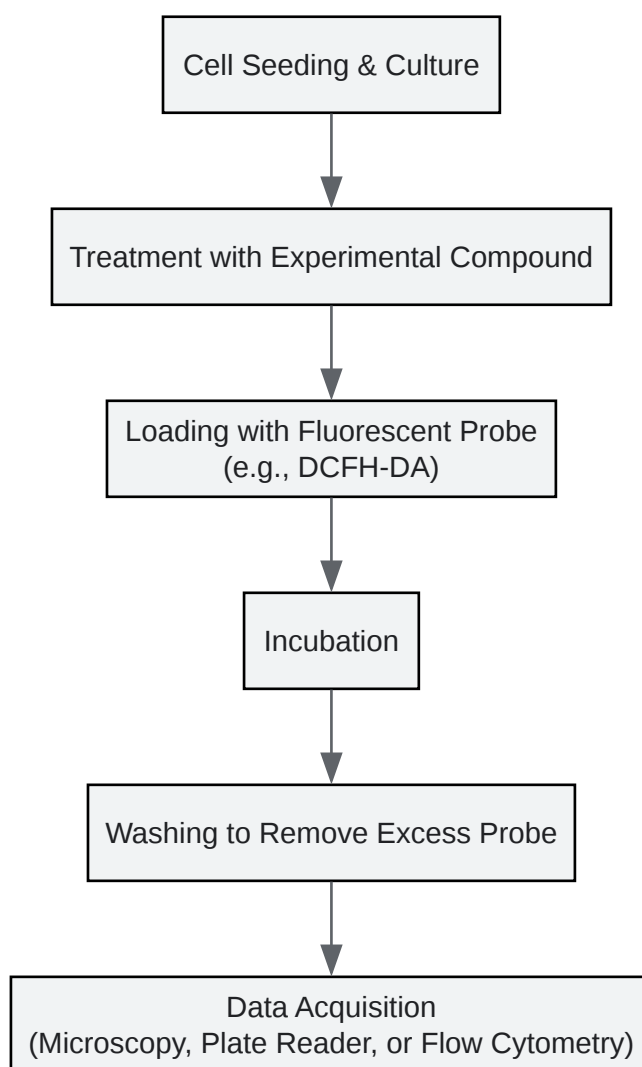 Cell Seeding & Culture
Treatment with Experimental Compound
Loading with Fluorescent Probe
(e.g., DCFH-DA)
Incubation
Washing to Remove Excess Probe
Data Acquisition
(Microscopy, Plate Reader, or Flow Cytometry)